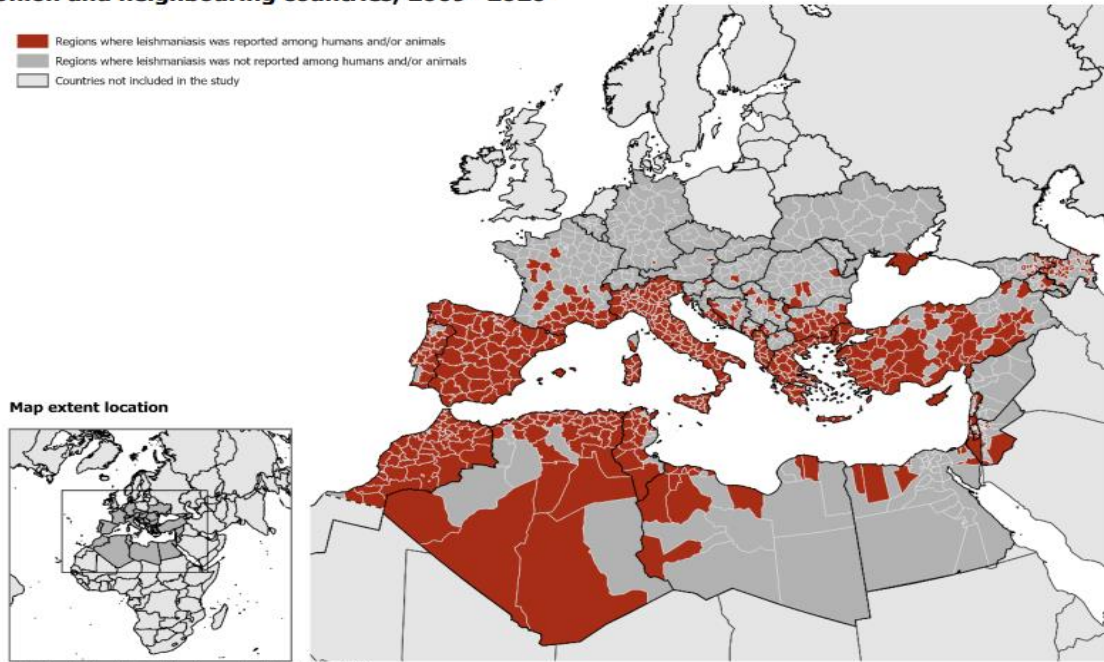 Regions where leishmaniasis was reported among humans and/or animals
Regions where leishmaniasis was not reported among humans and/or animals
Countries not included in the study
Map extent location